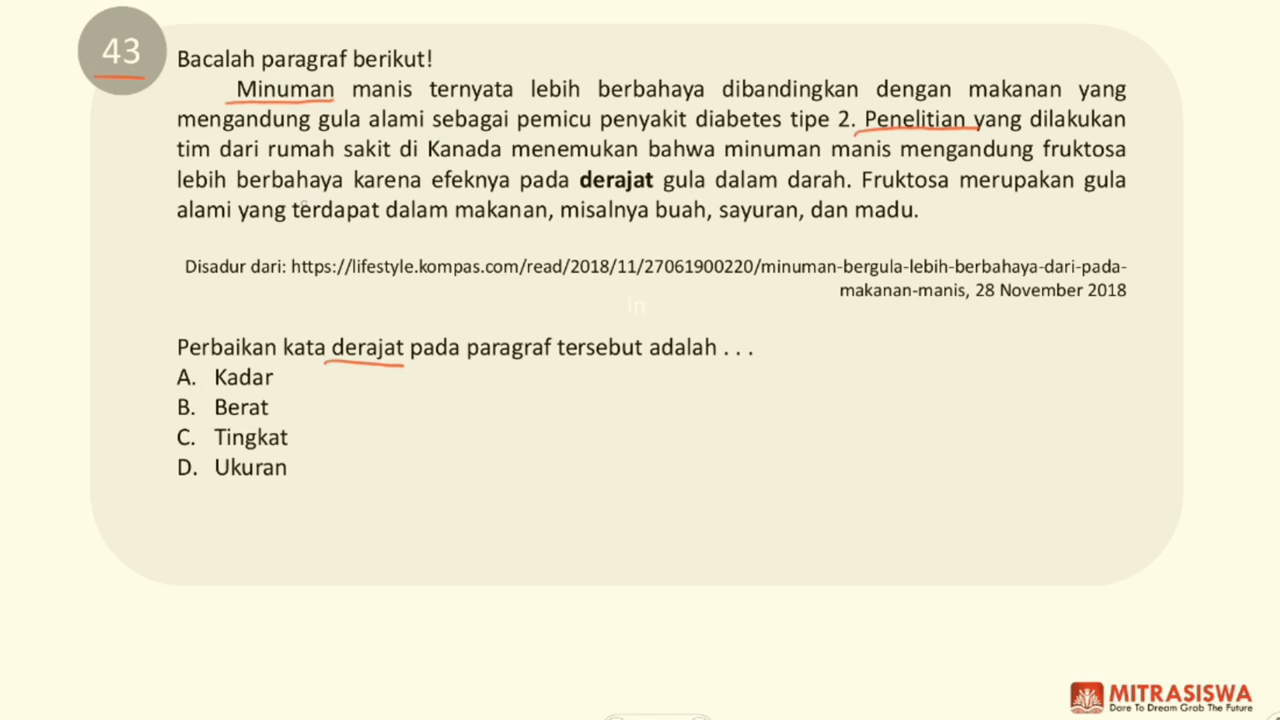 43
Bacalah paragraf berikut!
Minuman manis ternyata lebih berbahaya dibandingkan dengan makanan yang
mengandung gula alami sebagai pemicu penyakit diabetes tipe 2. Penelitian yang dilakukan
tim dari rumah sakit di Kanada menemukan bahwa minuman manis mengandung fruktosa
lebih berbahaya karena efeknya pada derajat gula dalam darah. Fruktosa merupakan gula
alami yang terdapat dalam makanan, misalnya buah, sayuran, dan madu.
Disadur dari: https://lifestyle.kompas.com/read/2018/11/27061900220/minuman-bergula-lebih-berbahaya-dari-pada-
makanan-manis, 28 November 2018
in
Perbaikan kata derajat pada paragraf tersebut adalah . . .
A. Kadar
B. Berat
C. Tingkat
D. Ukuran
MITRASISWA
Dare To Dream Grab The Future